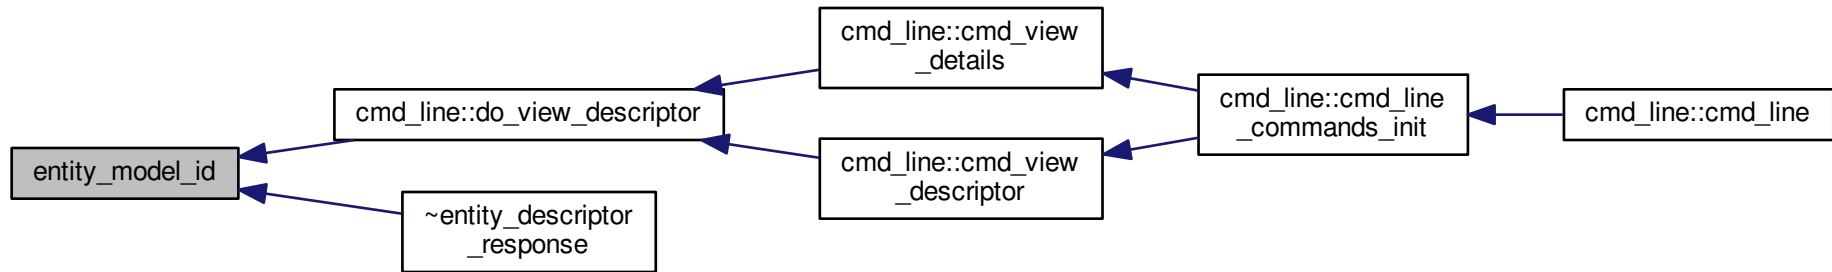 entity_model_id
cmd_line::do_view_descriptor
~entity_descriptor
_response
cmd_line::cmd_view
_details
cmd_line::cmd_view
_descriptor
cmd_line::cmd_line
_commands_init
cmd_line::cmd_line